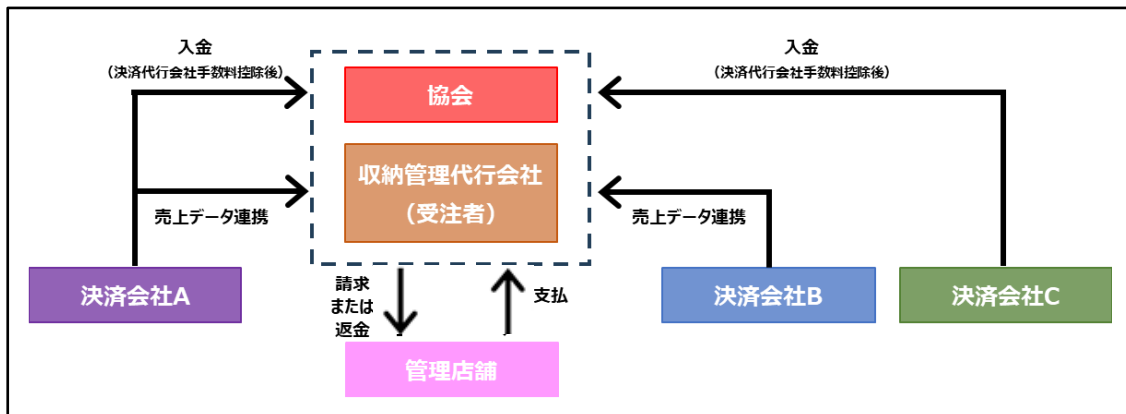 入金
（決済代行会社手数料控除後）
入金
（決済代行会社手数料控除後）
協会
収納管理代行会社
（受注者）
売上データ連携
売上データ連携
決済会社A
請求
または
返金
支払
決済会社B
決済会社C
管理店舗